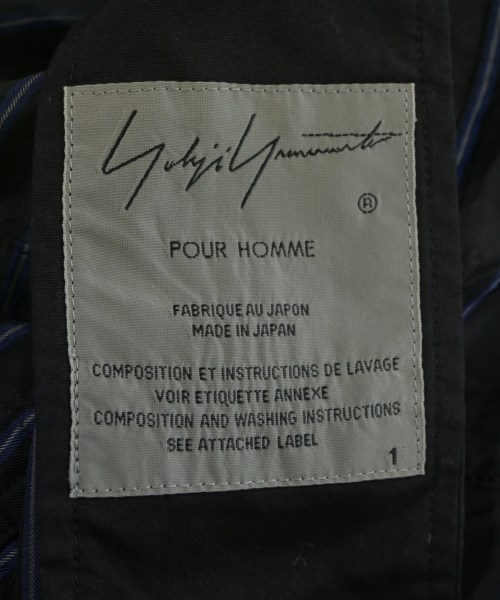 Yohji Yamamoto
®
POUR HOMME
FABRIQUE AU JAPON
MADE IN JAPAN
COMPOSITION ET INSTRUCTIONS DE LAVAGE
VOIR ETIQUETTE ANNEXE
COMPOSITION AND WASHING INSTRUCTIONS
SEE ATTACHED LABEL
1